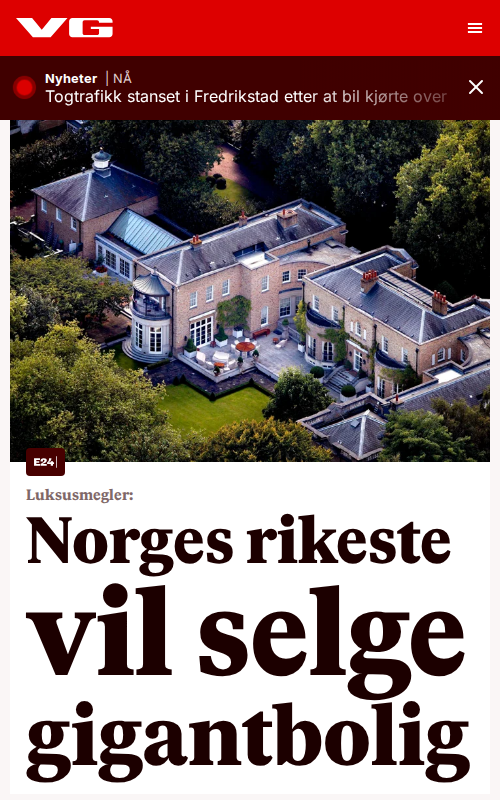 VG
Nyheter | NÅ
Togtrafikk stanset i Fredrikstad etter at bil kjørte over
E24|
Luksusmegler:
Norges rikeste
vil selge
gigantbolig